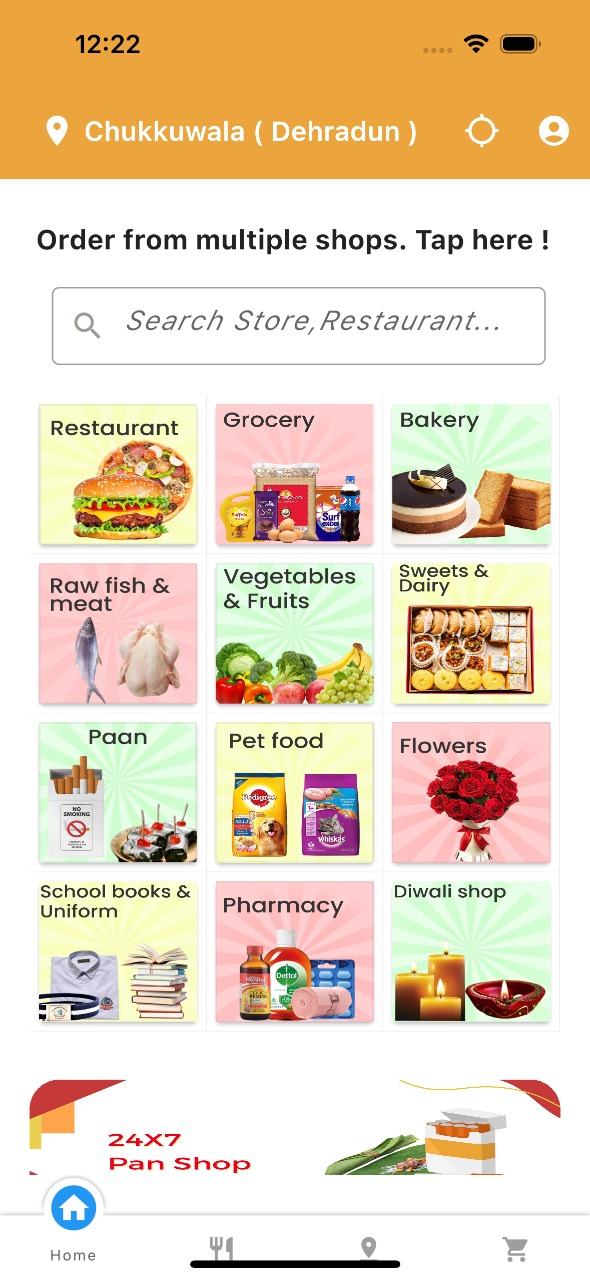 12:22
Chukkuwala ( Dehradun )
Order from multiple shops. Tap here !
Search Store,Restaurant...
Restaurant
Grocery
Bakery
Surf
excel
Raw fish &
meat
Vegetables
& Fruits
Sweets &
Dairy
Paan
NO
SMOKING
Pet food
Pedigree
whiskas
Flowers
School books &
Uniform
Pharmacy
Dettol
Diwali shop
24X7
Pan Shop
Home